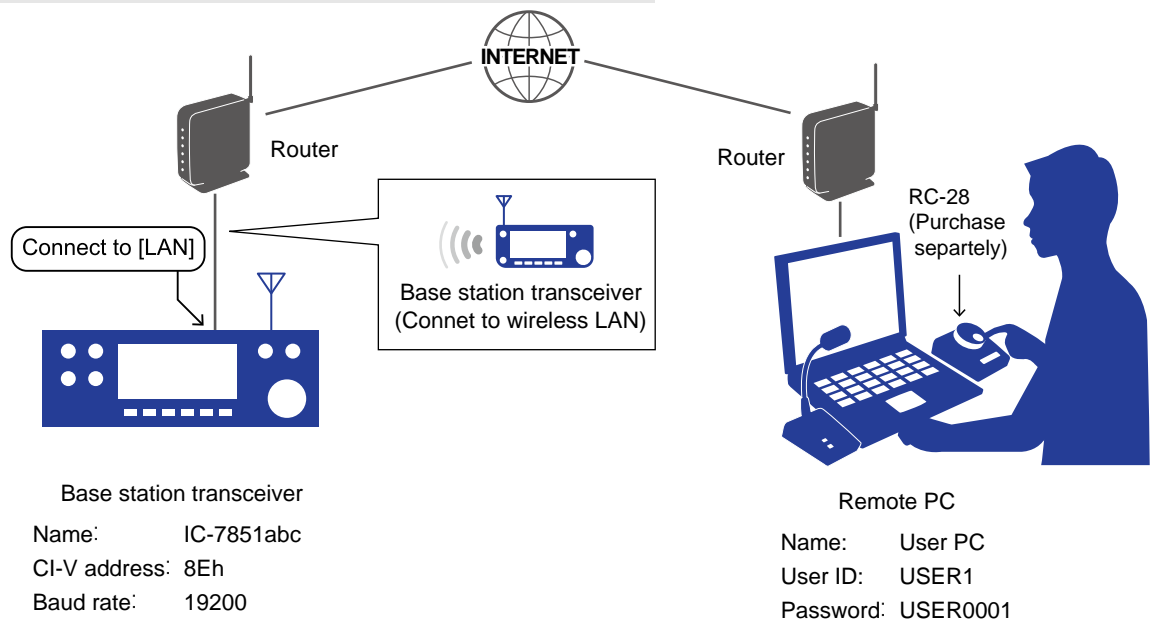 INTERNET
Router
Router
RC-28
(Purchase
separtely)
Connect to [LAN]
Base station transceiver
(Connet to wireless LAN)
Base station transceiver
Name: IC-7851abc
CI-V address: 8Eh
Baud rate: 19200
Remote PC
Name: User PC
User ID: USER1
Password: USER0001